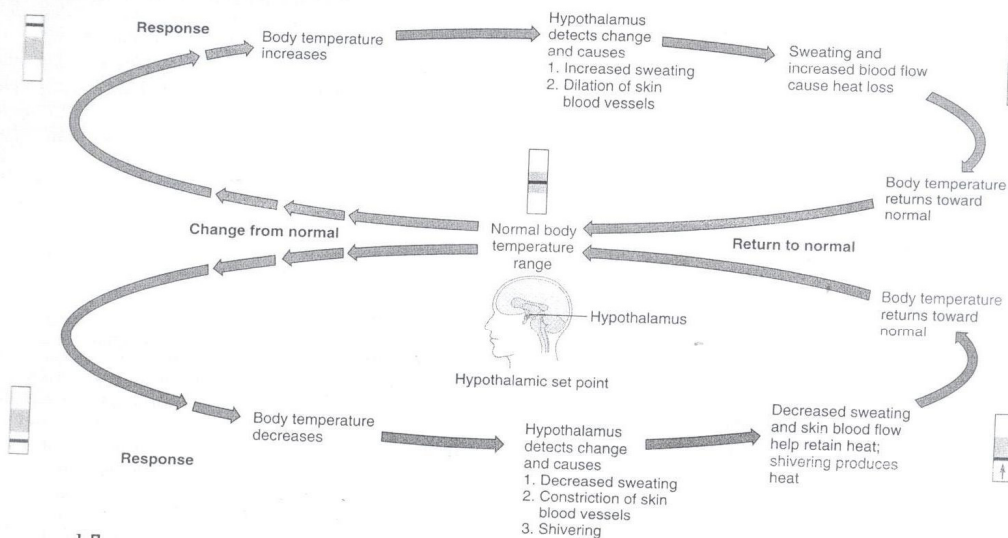 Response
Body temperature
increases
Hypothalamus
detects change
and causes
1. Increased sweating
2. Dilation of skin
blood vessels
Sweating and
increased blood flow
cause heat loss
Body temperature
returns toward
normal
Change from normal
Normal body
temperature
range
Return to normal
Hypothalamus
Hypothalamic set point
Body temperature
returns toward
normal
Response
Body temperature
decreases
Hypothalamus
detects change
and causes
1. Decreased sweating
2. Constriction of skin
blood vessels
3. Shivering
Decreased sweating
and skin blood flow
help retain heat;
shivering produces
heat